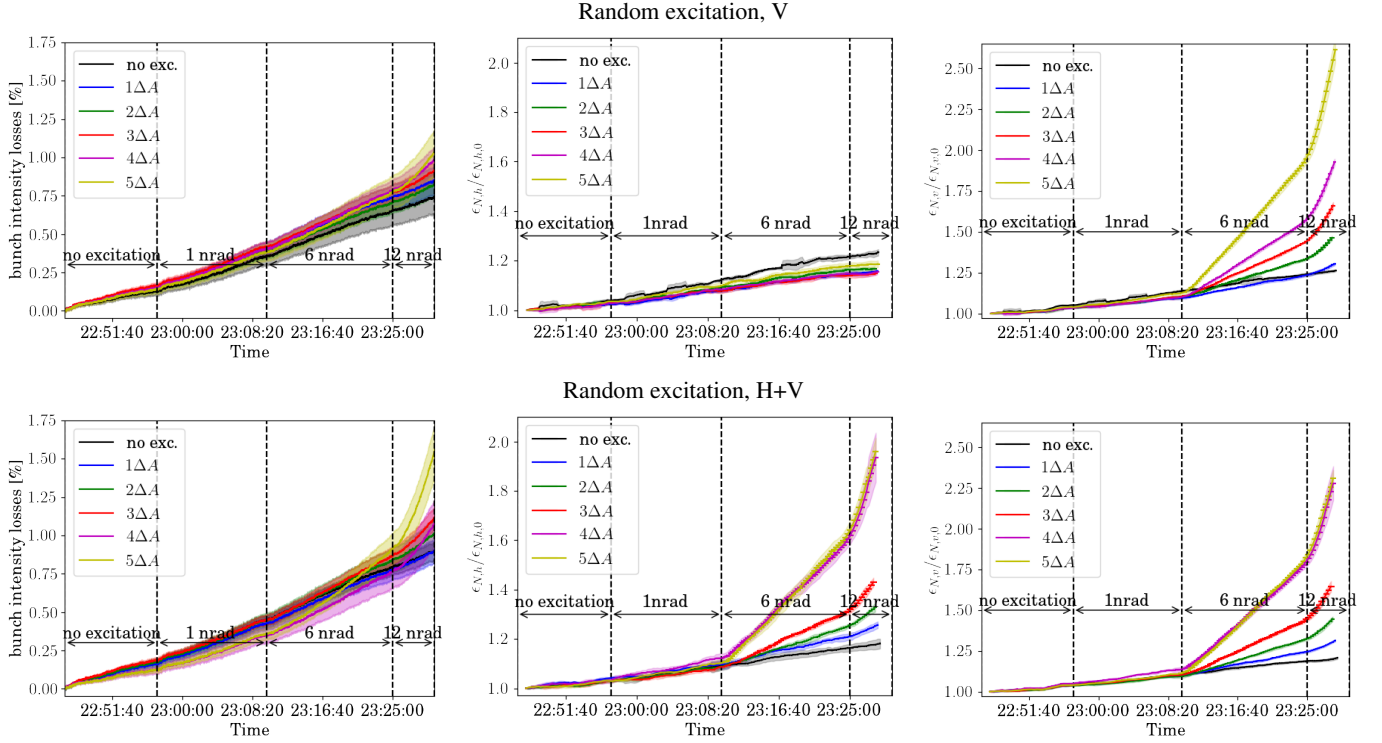 Random excitation, V
bunch intensity losses [%]
1.75
1.50
1.25
1.00
0.75
0.50
0.25
0.00
no exc.
1ΔA
2ΔA
3ΔA
4ΔA
5ΔA
no excitation
1 nrad
6 nrad
12 nrad
22:51:40 23:00:00 23:08:20 23:16:40 23:25:00
Time
ϵN,h/ϵN,h,0
2.0
1.8
1.6
1.4
1.2
1.0
no exc.
1ΔA
2ΔA
3ΔA
4ΔA
5ΔA
no excitation
1nrad
6 nrad
12 nrad
22:51:40 23:00:00 23:08:20 23:16:40 23:25:00
Time
ϵN,v/ϵN,v,0
2.50
2.25
2.00
1.75
1.50
1.25
1.00
no exc.
1ΔA
2ΔA
3ΔA
4ΔA
5ΔA
no excitation
1nrad
6 nrad
12 nrad
22:51:40 23:00:00 23:08:20 23:16:40 23:25:00
Time
Random excitation, H+V
bunch intensity losses [%]
1.75
1.50
1.25
1.00
0.75
0.50
0.25
0.00
no exc.
1ΔA
2ΔA
3ΔA
4ΔA
5ΔA
no excitation
1 nrad
6 nrad
12 nrad
22:51:40 23:00:00 23:08:20 23:16:40 23:25:00
Time
ϵN,h/ϵN,h,0
2.0
1.8
1.6
1.4
1.2
1.0
no exc.
1ΔA
2ΔA
3ΔA
4ΔA
5ΔA
no excitation
1nrad
6 nrad
12 nrad
22:51:40 23:00:00 23:08:20 23:16:40 23:25:00
Time
ϵN,v/ϵN,v,0
2.50
2.25
2.00
1.75
1.50
1.25
1.00
no exc.
1ΔA
2ΔA
3ΔA
4ΔA
5ΔA
no excitation
1nrad
6 nrad
12 nrad
22:51:40 23:00:00 23:08:20 23:16:40 23:25:00
Time